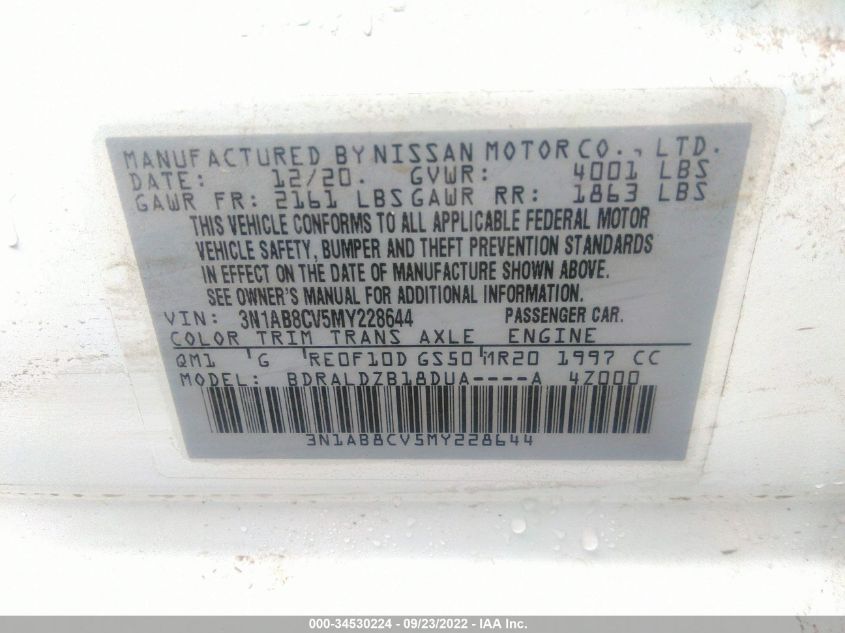 MANUFACTURED BY NISSAN MOTOR CO., LTD.
DATE: 12/20. GVWR: 4001 LBS
GAWR FR: 2161 LBS GAWR RR: 1863 LBS
THIS VEHICLE CONFORMS TO ALL APPLICABLE FEDERAL MOTOR
VEHICLE SAFETY, BUMPER AND THEFT PREVENTION STANDARDS
IN EFFECT ON THE DATE OF MANUFACTURE SHOWN ABOVE.
SEE OWNER'S MANUAL FOR ADDITIONAL INFORMATION.
VIN: 3N1AB8CV5MY228644 PASSENGER CAR.
COLOR TRIM TRANS AXLE ENGINE
QM1 'G 'RE0F10D GS50'MR20 1997 CC
MODEL: BDRALDZB18DUA----A 4Z000
3N1AB8CV5MY228644
000-34530224 - 09/23/2022 - IAA Inc.